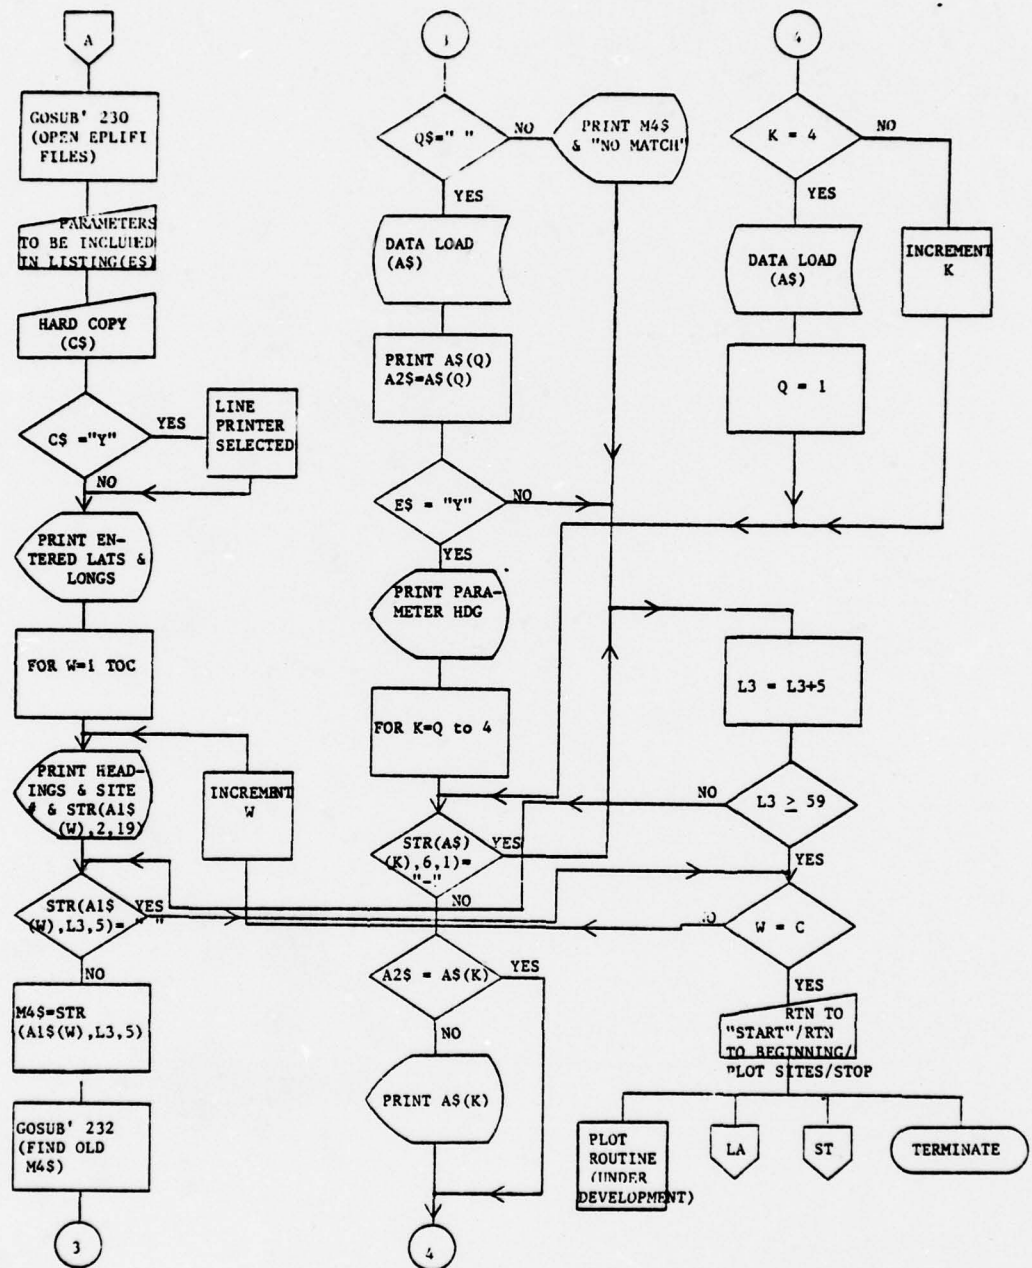 A
GOSUB' 230
(OPEN EPLIFI
FILES)
PARAMETERS
TO BE INCLUDED
IN LISTING(E$)
HARD COPY
(C$)
C$ ="Y"
YES
LINE
PRINTER
SELECTED
NO
PRINT EN-
TERED LATS &
LONGS
FOR W=1 TOC
PRINT HEAD-
INGS & SITE
# & STR(A1$
(W),2,19)
INCREMENT
W
STR(A1$
(W),L3,5)= " "
YES
NO
M4$=STR
(A1$(W),L3,5)
GOSUB' 232
(FIND OLD
M4$)
3
3
Q$=" "
NO
PRINT M4$
& "NO MATCH"
YES
DATA LOAD
(A$)
PRINT A$(Q)
A2$=A$(Q)
E$ = "Y"
NO
YES
PRINT PARA-
METER HDG
FOR K=Q to 4
STR(A$)
(K),6,1)=
"-"
YES
NO
A2$ = A$(K)
YES
NO
PRINT A$(K)
4
4
K = 4
NO
YES
DATA LOAD
(A$)
INCREMENT
K
Q = 1
L3 = L3+5
NO
L3 ≥ 59
YES
NO
W = C
YES
RTN TO
"START"/RTN
TO BEGINNING/
PLOT SITES/STOP
PLOT
ROUTINE
(UNDER
DEVELOPMENT)
LA
ST
TERMINATE